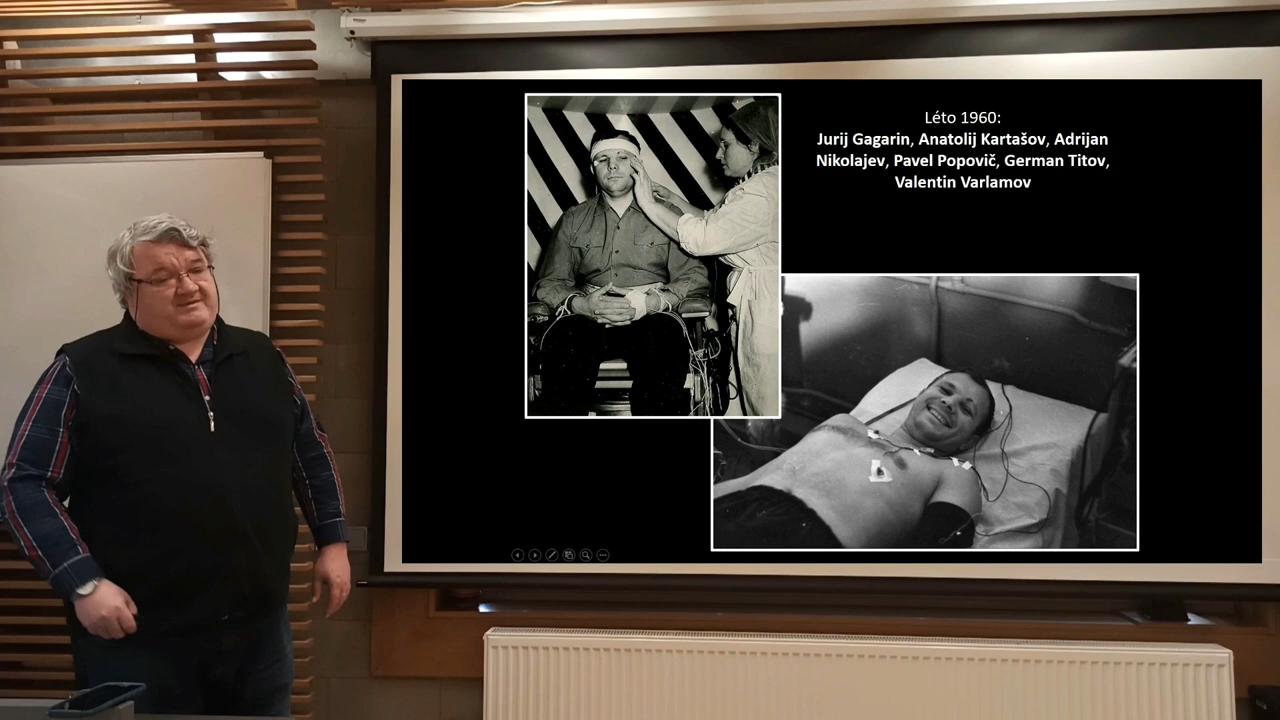 Léto 1960:
Jurij Gagarin, Anatolij Kartašov, Adrijan
Nikolajev, Pavel Popovič, German Titov,
Valentin Varlamov